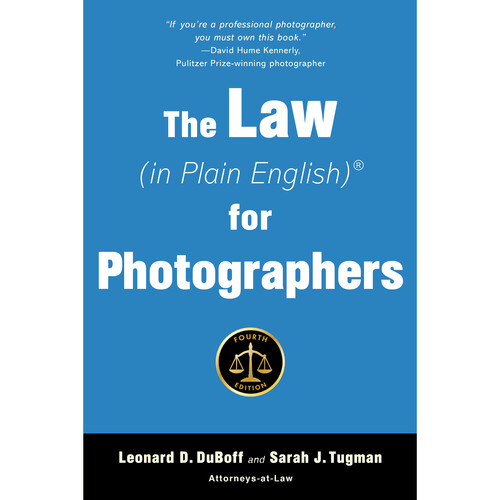 "If you're a professional photographer,
you must own this book."
—David Hume Kennerly,
Pulitzer Prize-winning photographer
The Law
(in Plain English)®
for
Photographers
FOURTH
EDITION
Leonard D. DuBoff and Sarah J. Tugman
Attorneys-at-Law